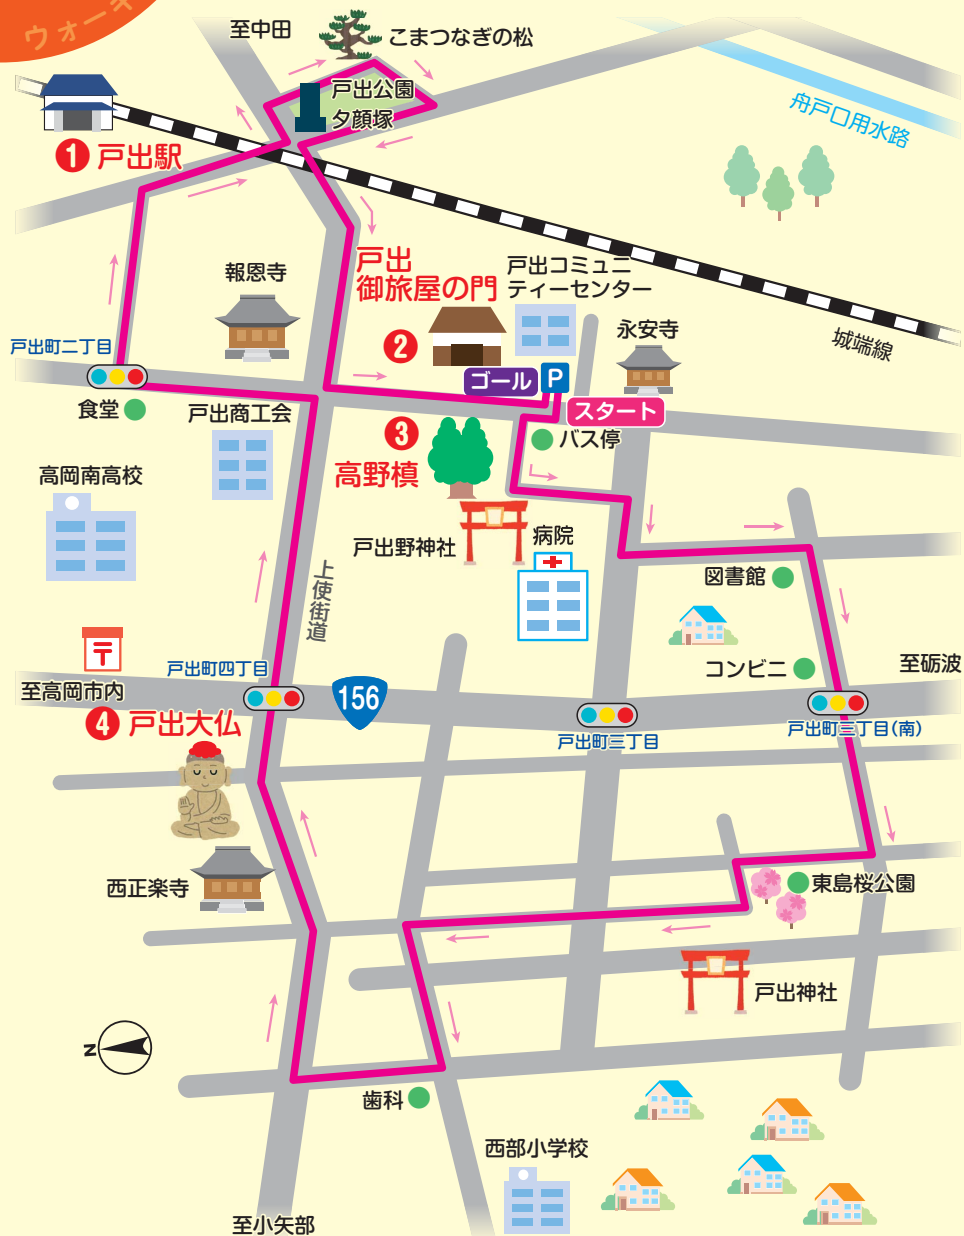 ウォーキ
至中田
こまつなぎの松
戸出公園
夕顔塚
舟戸口用水路
1 戸出駅
戸出
御旅屋の門
2
戸出コミュニ
ティーセンター
報恩寺
永安寺
城端線
戸出町二丁目
ゴール
P
スタート
食堂
戸出商工会
3
高野槙
バス停
高岡南高校
戸出野神社
病院
図書館
上使街道
〒
戸出町四丁目
コンビニ
至砺波
至高岡市内
156
4 戸出大仏
戸出町三丁目
戸出町三丁目(南)
西正楽寺
東島桜公園
戸出神社
N
歯科
西部小学校
至小矢部